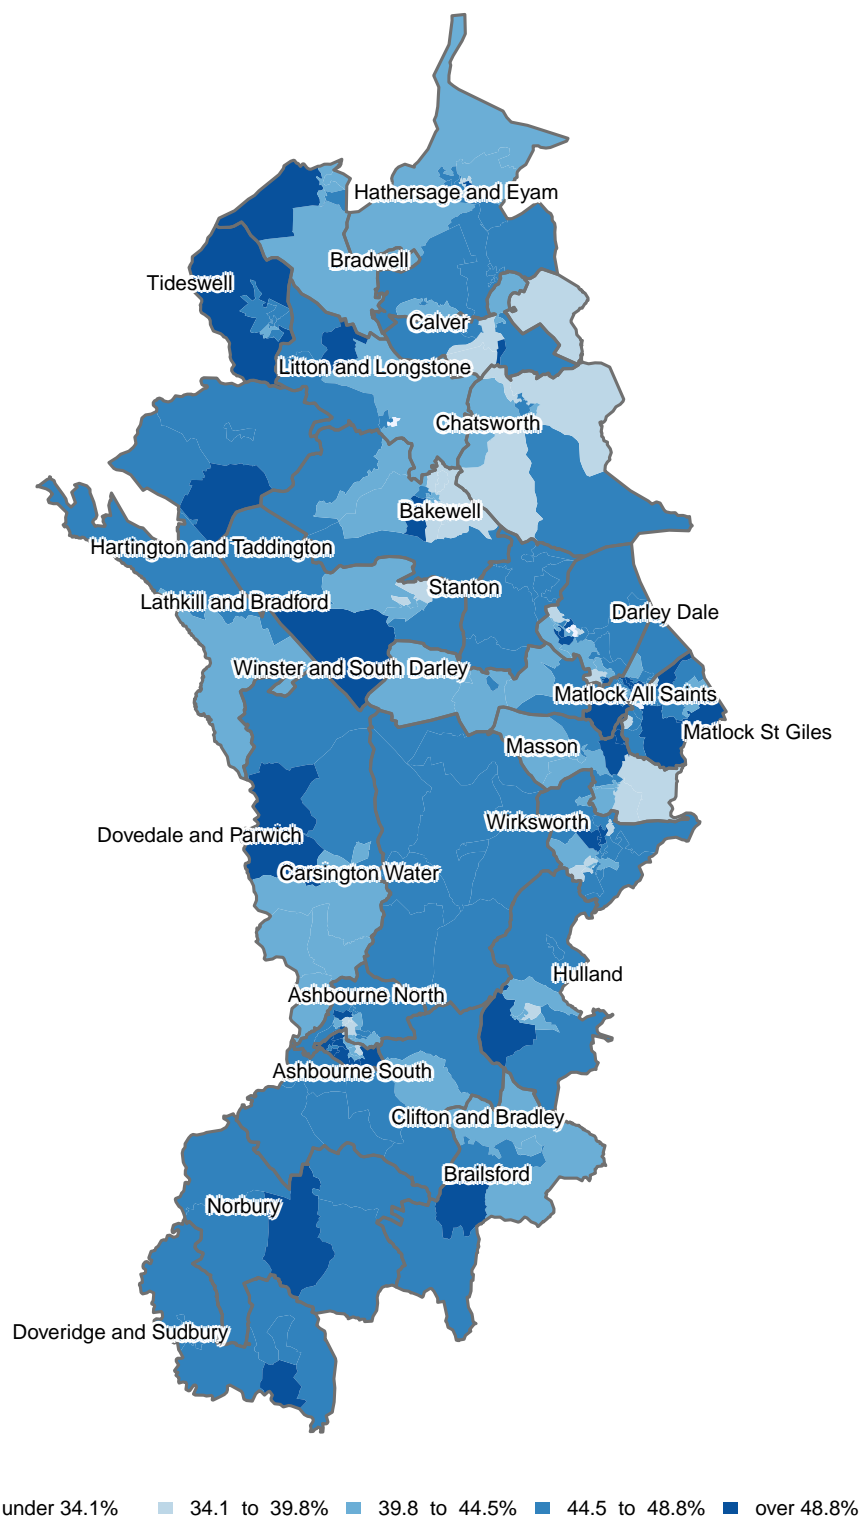 Hathersage and Eyam
Bradwell
Tideswell
Calver
Litton and Longstone
Chatsworth
Bakewell
Hartington and Taddington
Stanton
Lathkill and Bradford
Darley Dale
Winster and South Darley
Matlock All Saints
Matlock St Giles
Masson
Wirksworth
Dovedale and Parwich
Carsington Water
Hulland
Ashbourne North
Ashbourne South
Clifton and Bradley
Brailsford
Norbury
Doveridge and Sudbury
under 34.1% 34.1 to 39.8% 39.8 to 44.5% 44.5 to 48.8% over 48.8%